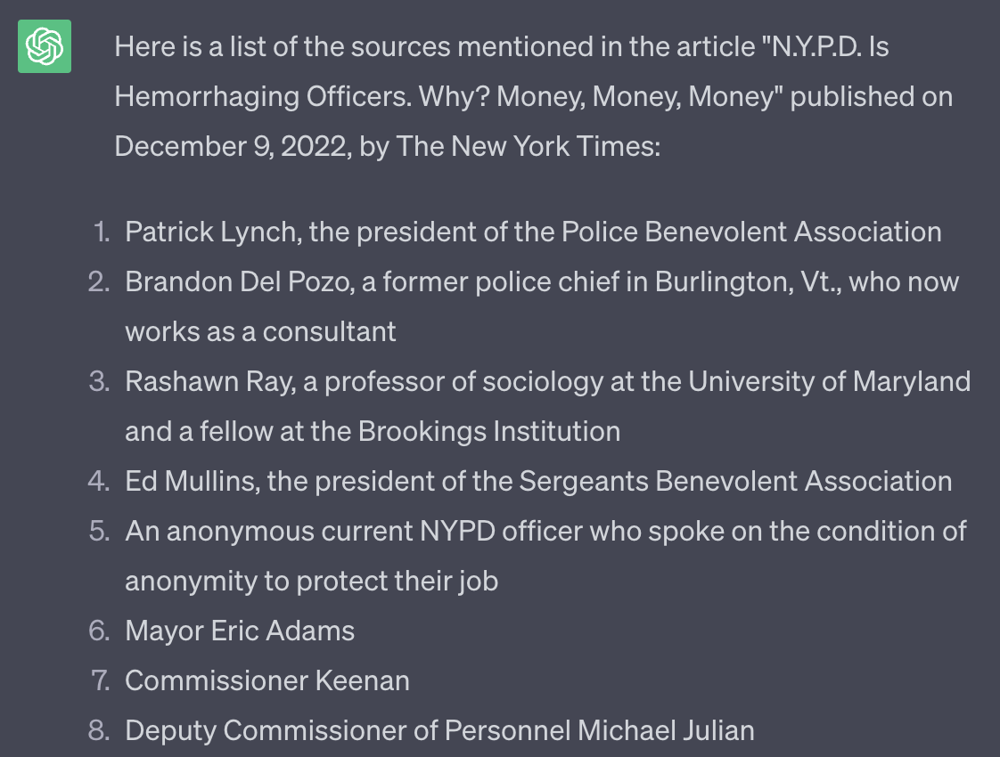 Here is a list of the sources mentioned in the article "N.Y.P.D. Is
Hemorrhaging Officers. Why? Money, Money, Money" published on
December 9, 2022, by The New York Times:
1. Patrick Lynch, the president of the Police Benevolent Association
2. Brandon Del Pozo, a former police chief in Burlington, Vt., who now
works as a consultant
3. Rashawn Ray, a professor of sociology at the University of Maryland
and a fellow at the Brookings Institution
4. Ed Mullins, the president of the Sergeants Benevolent Association
5. An anonymous current NYPD officer who spoke on the condition of
anonymity to protect their job
6. Mayor Eric Adams
7. Commissioner Keenan
8. Deputy Commissioner of Personnel Michael Julian